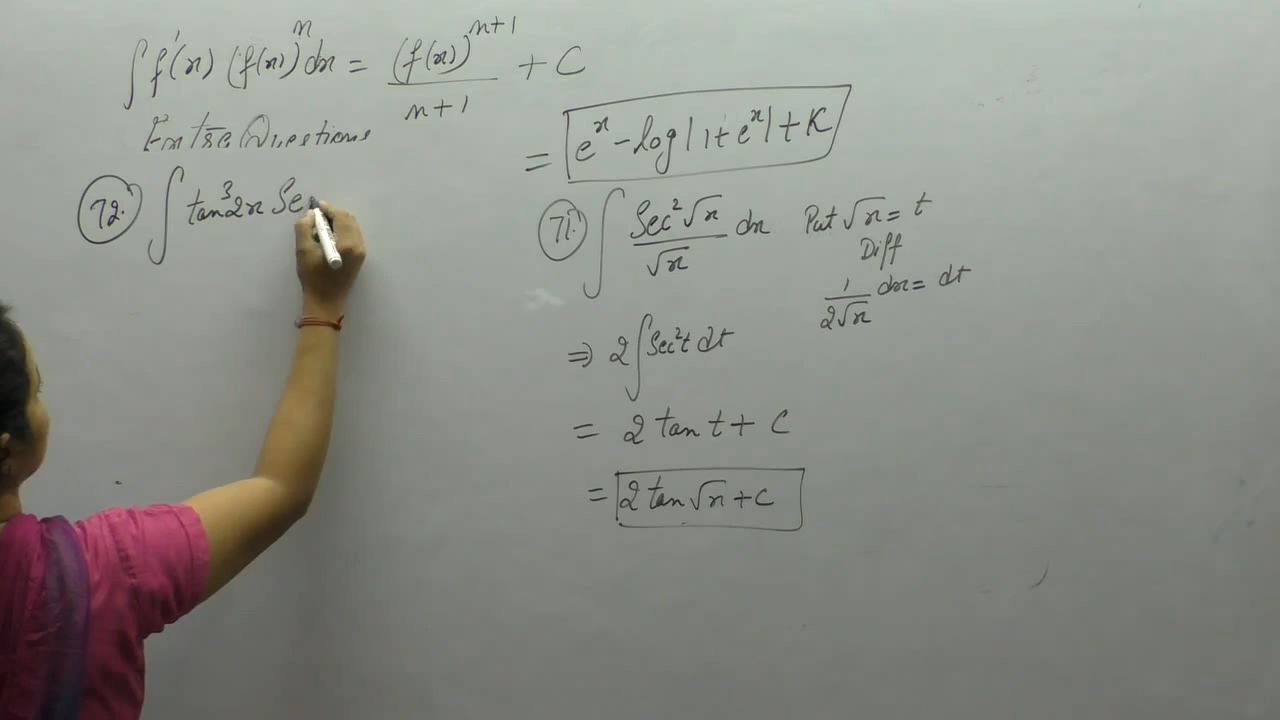 ∫ f'(x) (f(x))^n dx = (f(x))^{n+1} / n+1 + C
Extra Questions
72. ∫ tan³2x Se
= e^x - log|1+e^x| + K
71. ∫ Sec²√x / √x dx Put √x = t
Diff
1/2√x dx = dt
⇒ 2∫Sec²t dt
= 2 tan t + C
= 2 tan √x + C